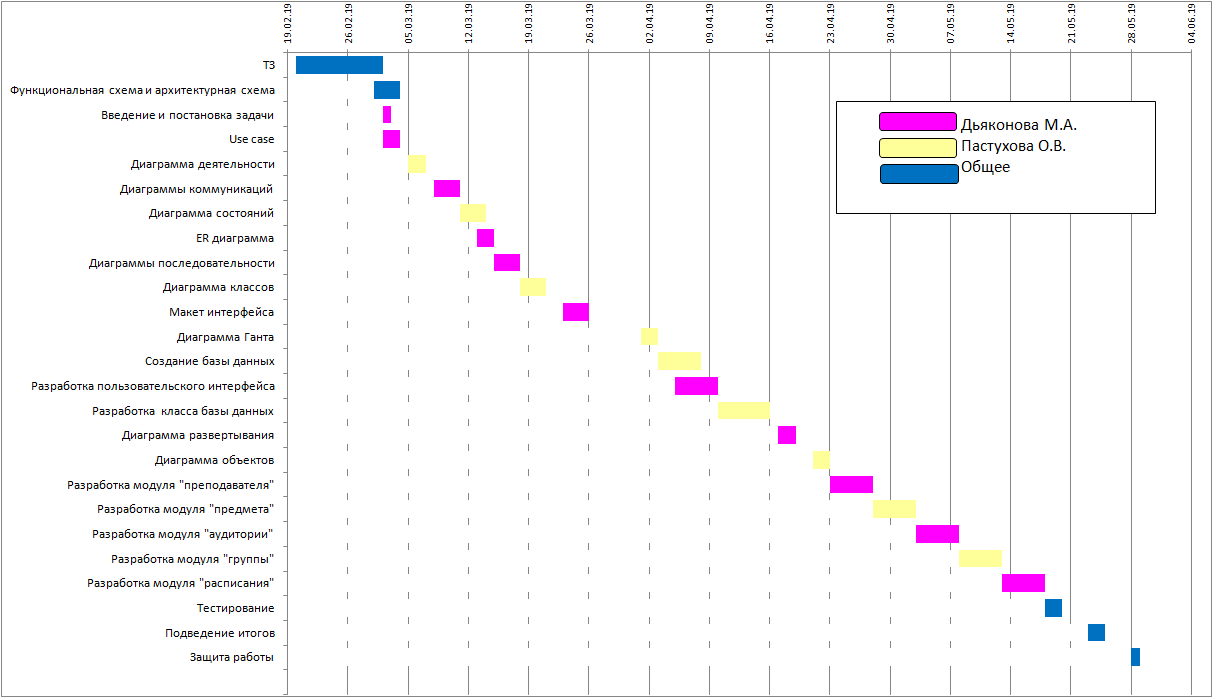 19.02.19 26.02.19 05.03.19 12.03.19 19.03.19 26.03.19 02.04.19 09.04.19 16.04.19 23.04.19 30.04.19 07.05.19 14.05.19 21.05.19 28.05.19 04.06.19
ТЗ
Функциональная схема и архитектурная схема
Введение и постановка задачи
Use case
Диаграмма деятельности
Диаграммы коммуникаций
Диаграмма состояний
ER диаграмма
Диаграммы последовательности
Диаграмма классов
Макет интерфейса
Диаграмма Ганта
Создание базы данных
Разработка пользовательского интерфейса
Разработка класса базы данных
Диаграмма развертывания
Диаграмма объектов
Разработка модуля "преподавателя"
Разработка модуля "предмета"
Разработка модуля "аудитории"
Разработка модуля "группы"
Разработка модуля "расписания"
Тестирование
Подведение итогов
Защита работы
Дьяконова М.А.
Пастухова О.В.
Общее